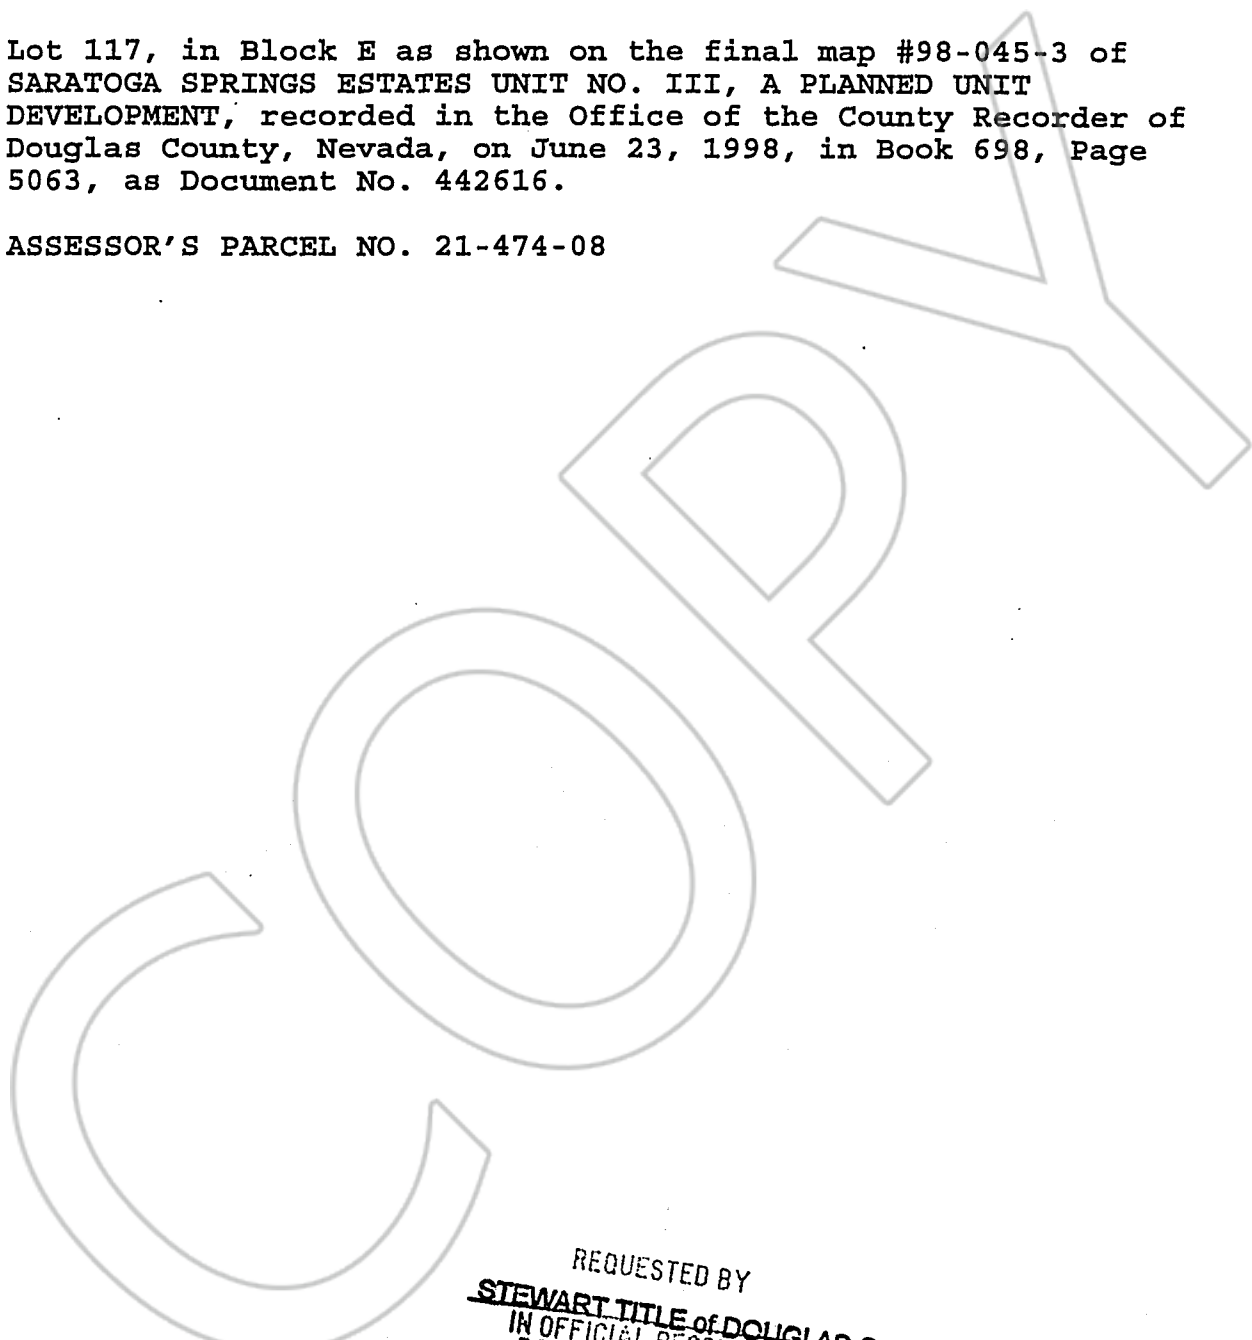 Lot 117, in Block E as shown on the final map #98-045-3 of
SARATOGA SPRINGS ESTATES UNIT NO. III, A PLANNED UNIT
DEVELOPMENT, recorded in the Office of the County Recorder of
Douglas County, Nevada, on June 23, 1998, in Book 698, Page
5063, as Document No. 442616.
ASSESSOR'S PARCEL NO. 21-474-08
COPY
REQUESTED BY
STEWART TITLE of DOUGLAS
IN OFFICIAL